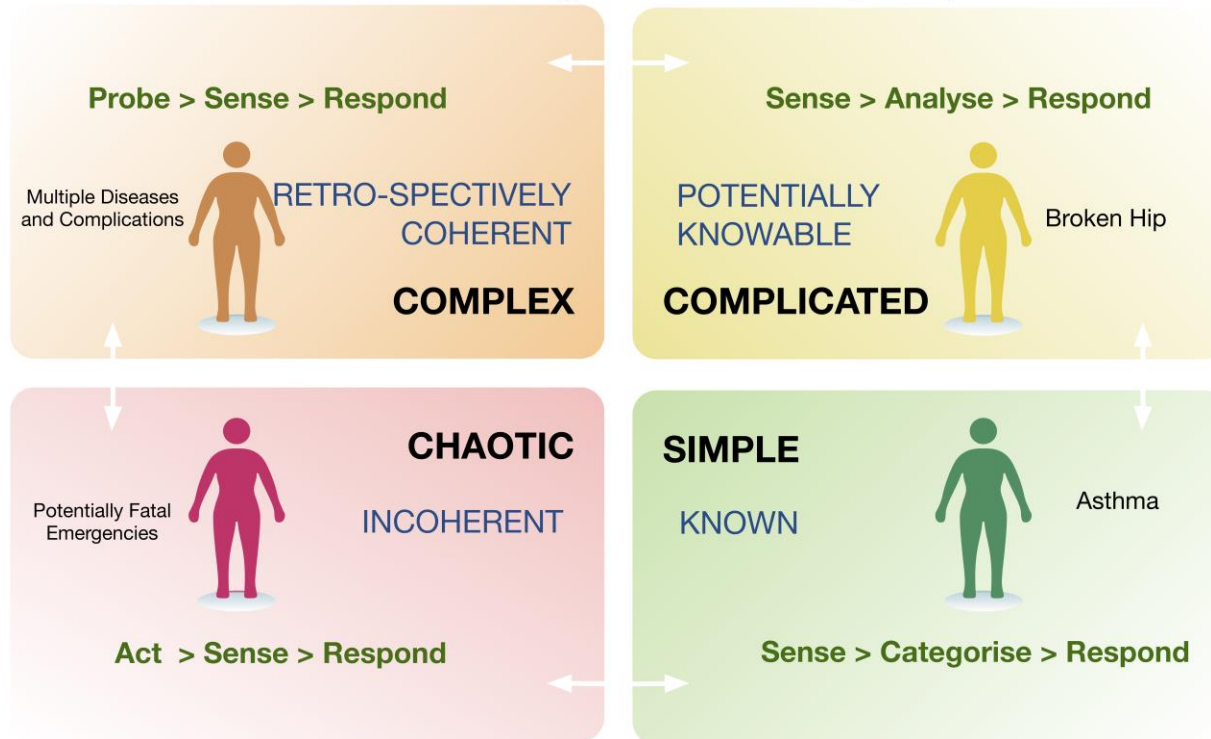 Probe > Sense > Respond
Multiple Diseases
and Complications
RETRO-SPECTIVELY
COHERENT
COMPLEX
Sense > Analyse > Respond
POTENTIALLY
KNOWABLE
Broken Hip
COMPLICATED
CHAOTIC
Potentially Fatal
Emergencies
INCOHERENT
Act > Sense > Respond
SIMPLE
Asthma
KNOWN
Sense > Categorise > Respond